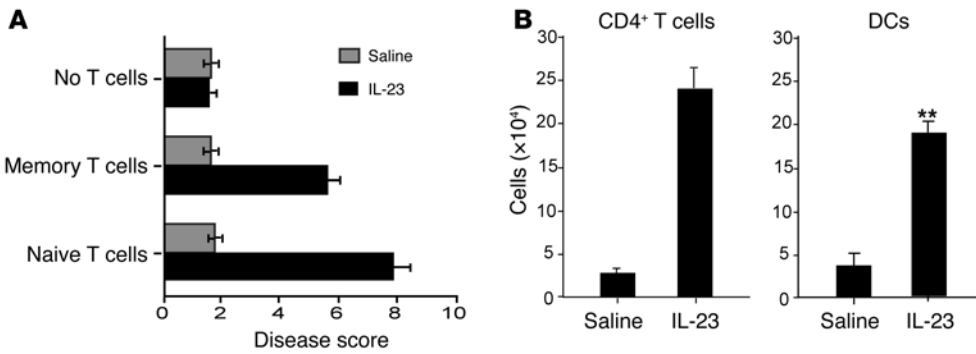 A
No T cells
Memory T cells
Naive T cells
Saline
IL-23
0 2 4 6 8 10
Disease score
B
CD4⁺ T cells
Cells (×10⁴)
30
25
20
15
10
5
0
Saline IL-23
DCs
30
25
20
15
10
5
0
**
Saline IL-23